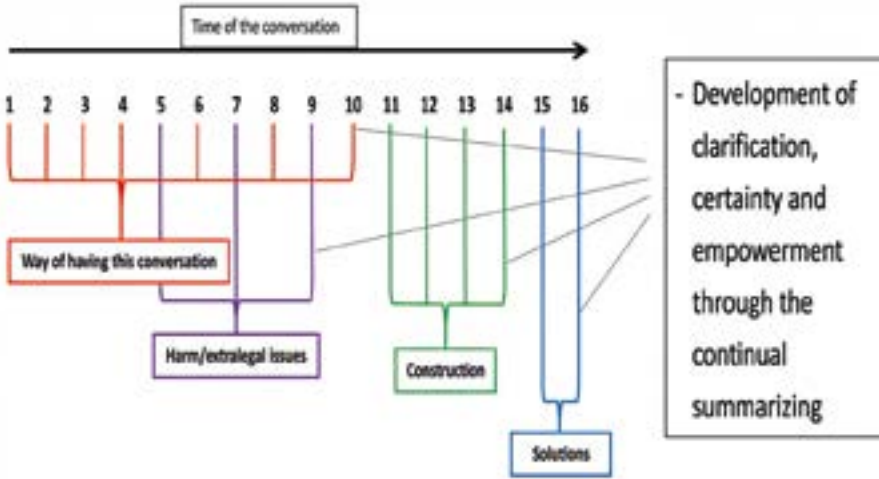 Time of the conversation
1 2 3 4 5 6 7 8 9 10 11 12 13 14 15 16
Way of having this conversation
Harm/extralegal issues
Construction
Solutions
- Development of
clarification,
certainty and
empowerment
through the
continual
summarizing